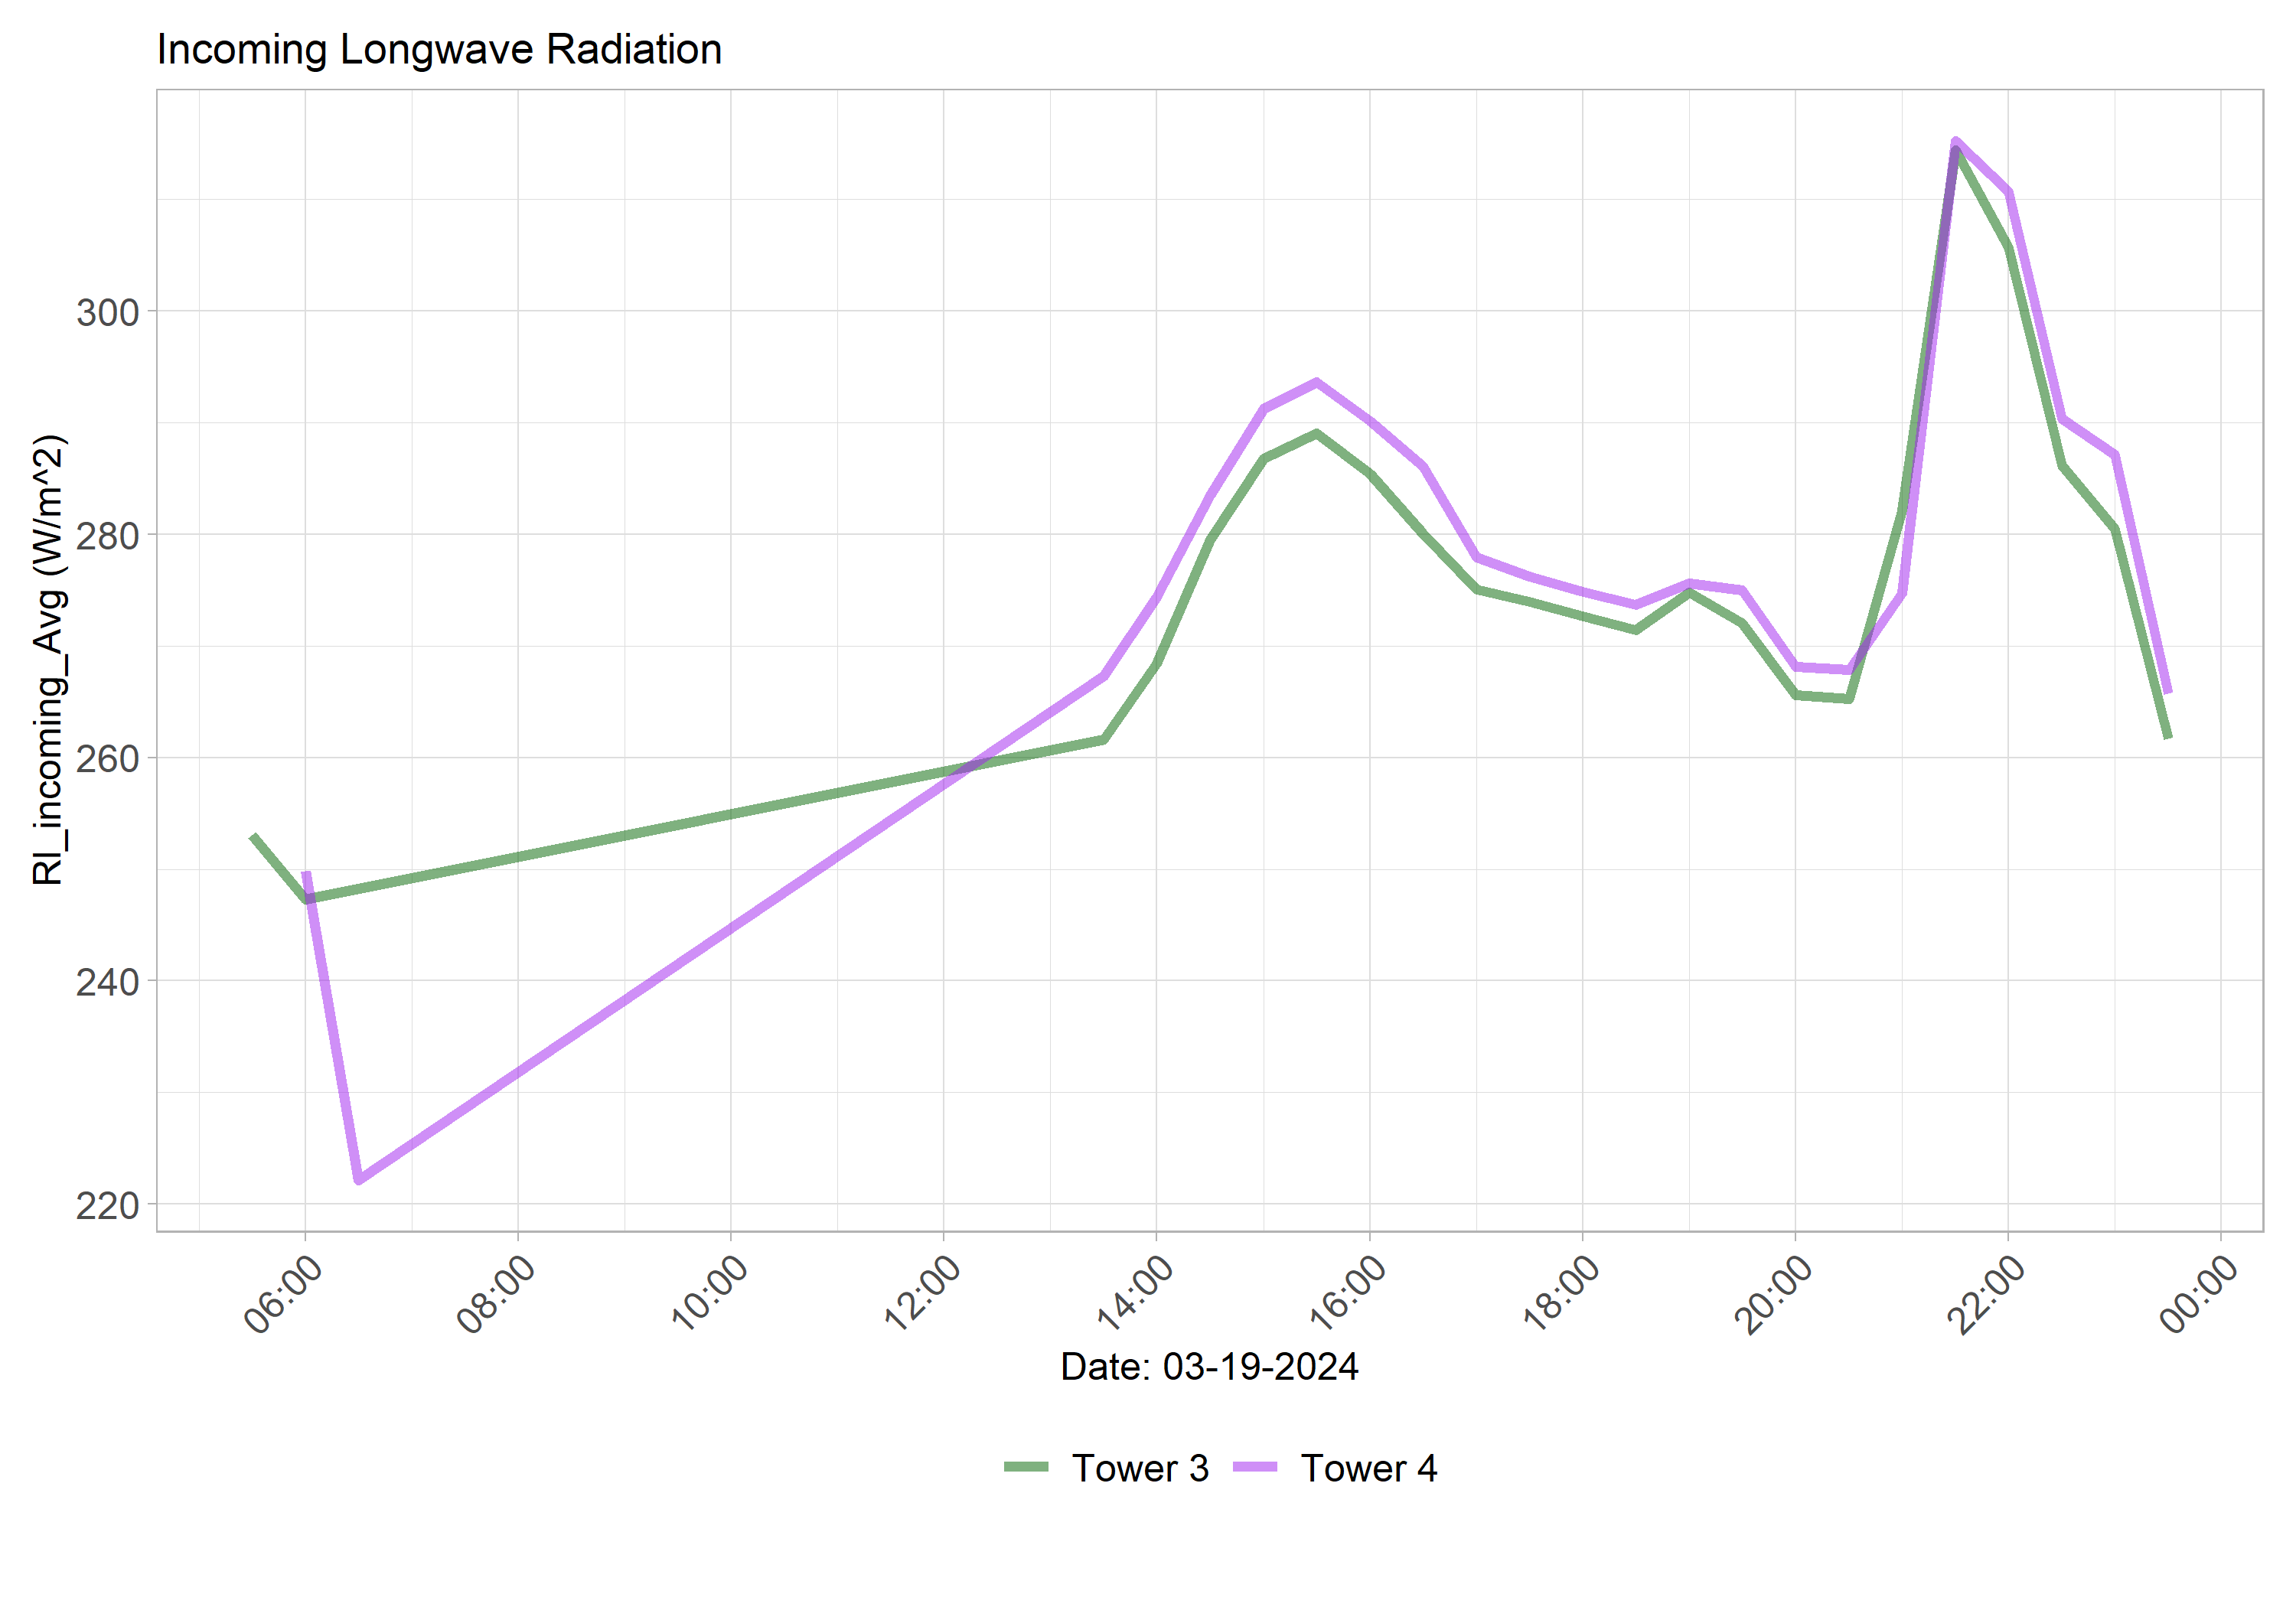 Incoming Longwave Radiation
Rl_incoming_Avg (W/m^2)
300
280
260
240
220
06:00 08:00 10:00 12:00 14:00 16:00 18:00 20:00 22:00 00:00
Date: 03-19-2024
Tower 3 Tower 4